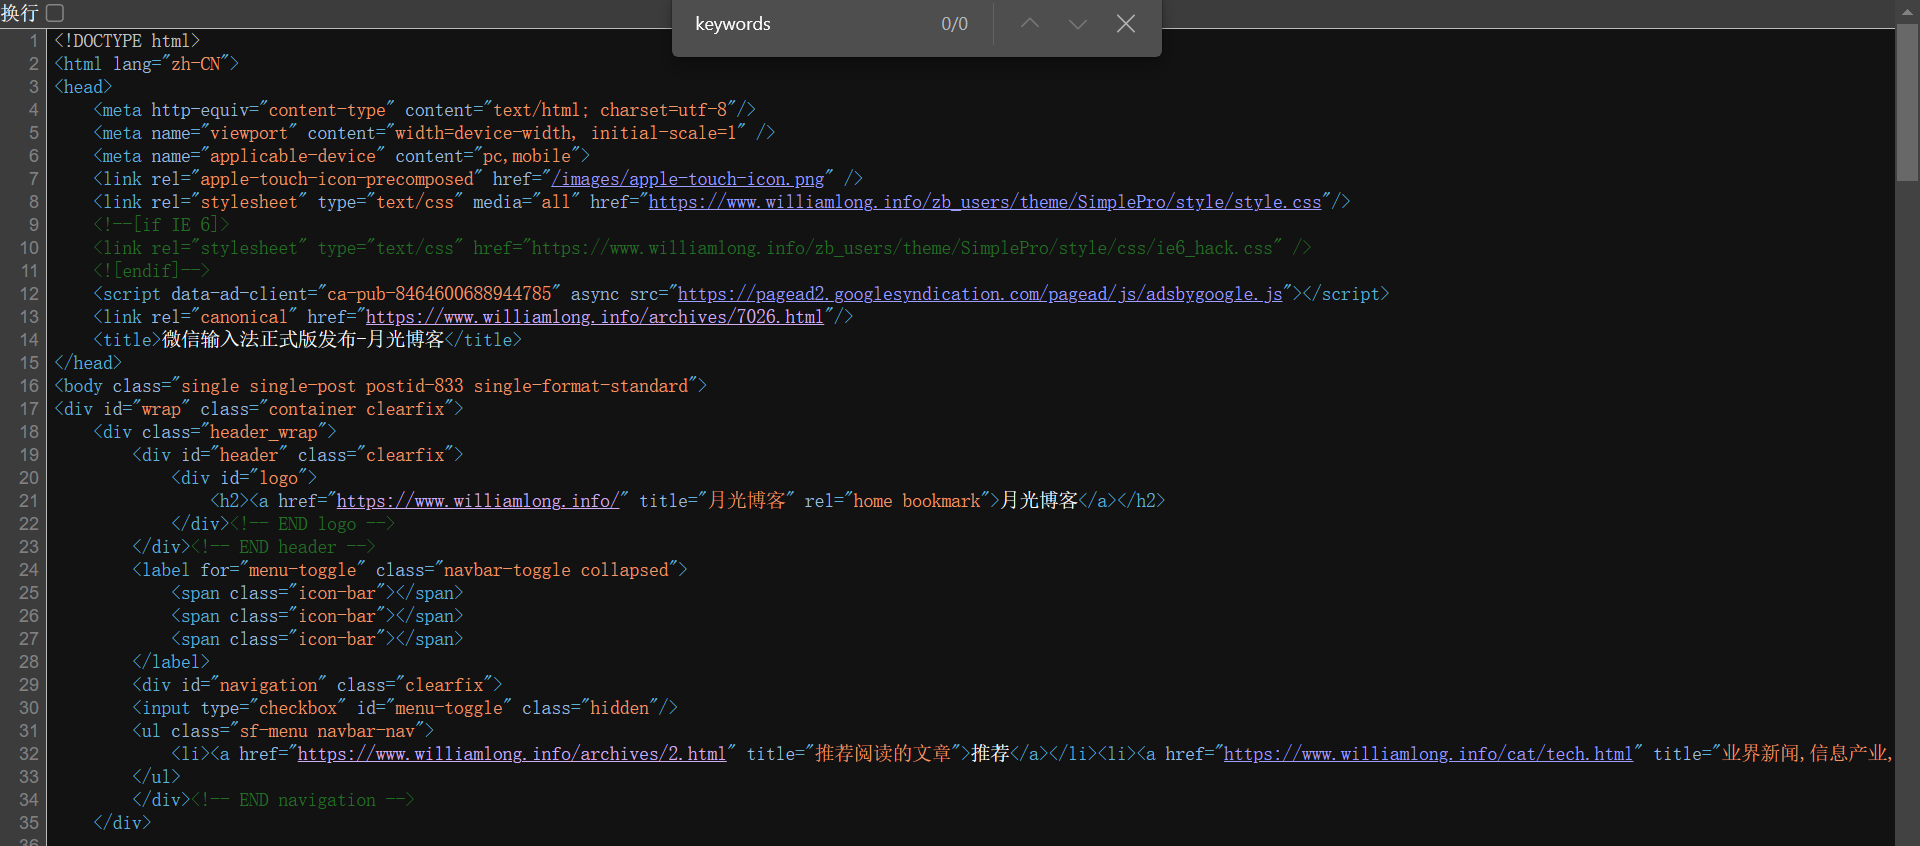 换行
keywords 0/0
1 <!DOCTYPE html>
2 <html lang="zh-CN">
3 <head>
4 <meta http-equiv="content-type" content="text/html; charset=utf-8"/>
5 <meta name="viewport" content="width=device-width, initial-scale=1" />
6 <meta name="applicable-device" content="pc,mobile">
7 <link rel="apple-touch-icon-precomposed" href="/images/apple-touch-icon.png" />
8 <link rel="stylesheet" type="text/css" media="all" href="https://www.williamlong.info/zb_users/theme/SimplePro/style/style.css"/>
9 <!--[if IE 6]>
10 <link rel="stylesheet" type="text/css" href="https://www.williamlong.info/zb_users/theme/SimplePro/style/css/ie6_hack.css" />
11 <![endif]-->
12 <script data-ad-client="ca-pub-8464600688944785" async src="https://pagead2.googlesyndication.com/pagead/js/adsbygoogle.js"></script>
13 <link rel="canonical" href="https://www.williamlong.info/archives/7026.html"/>
14 <title>微信输入法正式版发布-月光博客</title>
15 </head>
16 <body class="single single-post postid-833 single-format-standard">
17 <div id="wrap" class="container clearfix">
18 <div class="header_wrap">
19 <div id="header" class="clearfix">
20 <div id="logo">
21 <h2><a href="https://www.williamlong.info/" title="月光博客" rel="home bookmark">月光博客</a></h2>
22 </div><!-- END logo -->
23 </div><!-- END header -->
24 <label for="menu-toggle" class="navbar-toggle collapsed">
25 <span class="icon-bar"></span>
26 <span class="icon-bar"></span>
27 <span class="icon-bar"></span>
28 </label>
29 <div id="navigation" class="clearfix">
30 <input type="checkbox" id="menu-toggle" class="hidden"/>
31 <ul class="sf-menu navbar-nav">
32 <li><a href="https://www.williamlong.info/archives/2.html" title="推荐阅读的文章">推荐</a></li><li><a href="https://www.williamlong.info/cat/tech.html" title="业界新闻,信息产业,
33 </ul>
34 </div><!-- END navigation -->
35 </div>
36